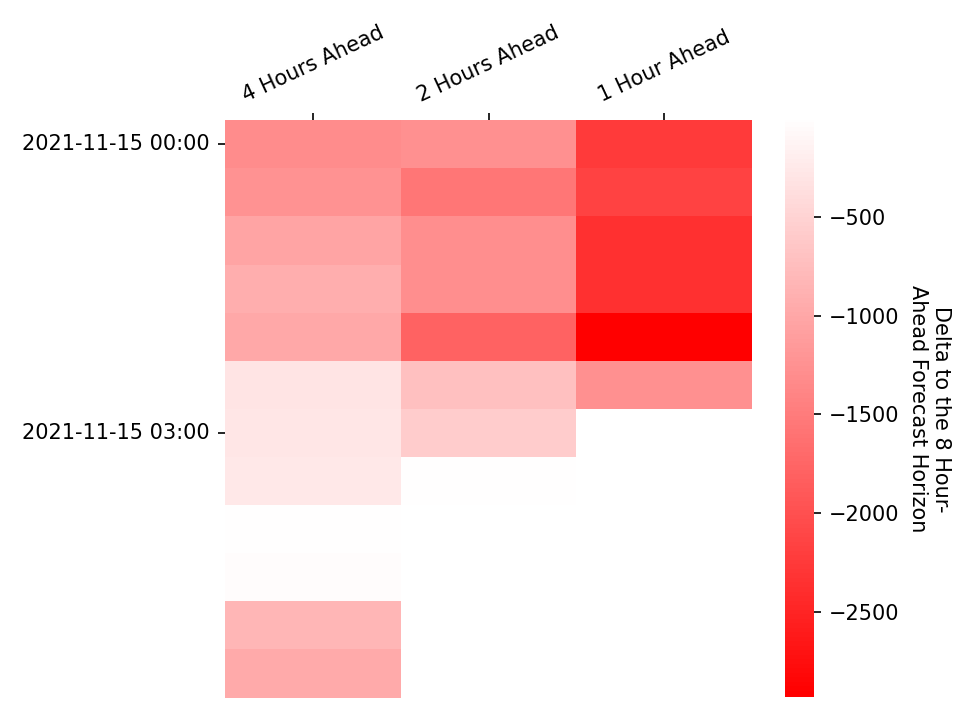 4 Hours Ahead
2 Hours Ahead
1 Hour Ahead
2021-11-15 00:00
2021-11-15 03:00
−500
−1000
−1500
−2000
−2500
Delta to the 8 Hour-
Ahead Forecast Horizon